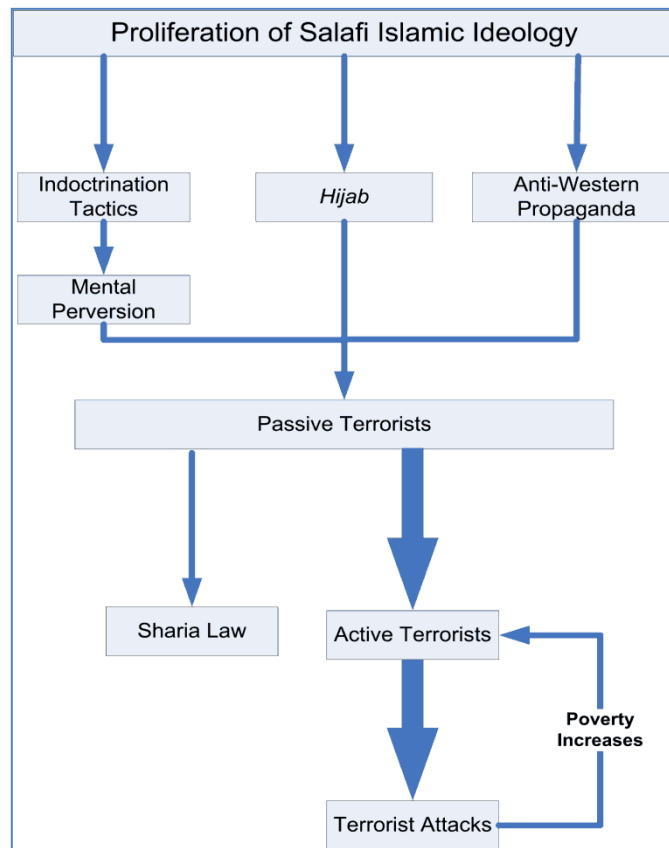 Proliferation of Salafi Islamic Ideology
Indoctrination
Tactics
Hijab
Anti-Western
Propaganda
Mental
Perversion
Passive Terrorists
Sharia Law
Active Terrorists
Poverty
Increases
Terrorist Attacks